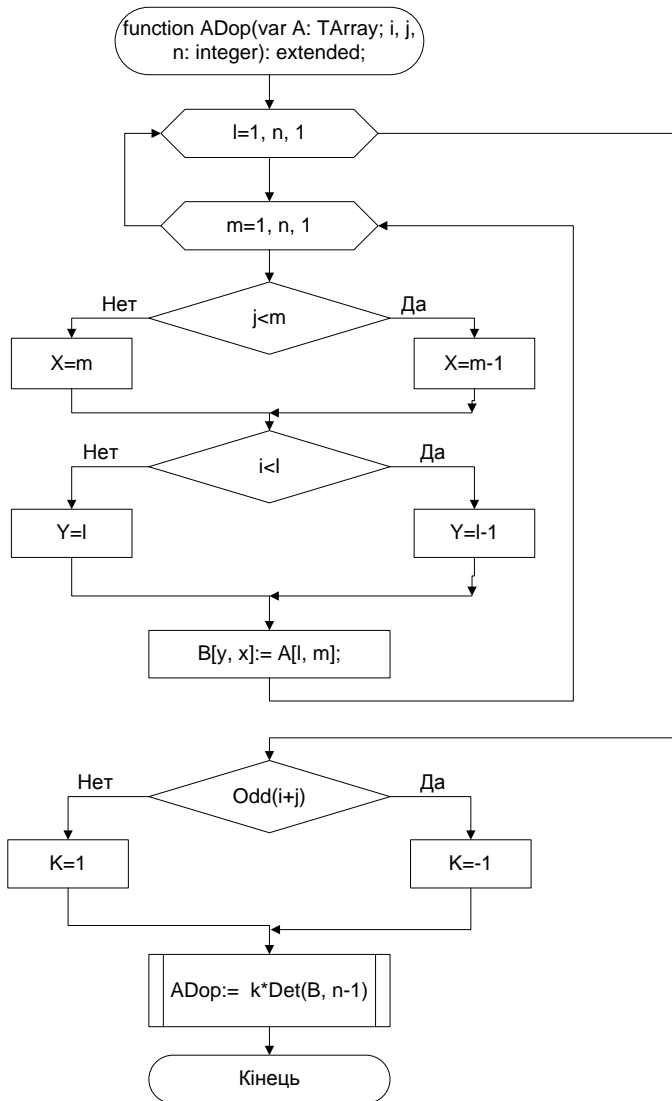 function ADop(var A: TArray; i, j,
n: integer): extended;
l=1, n, 1
m=1, n, 1
Нет
j<m
Да
X=m
X=m-1
Нет
i<l
Да
Y=l
Y=l-1
B[y, x]:= A[l, m];
Нет
Odd(i+j)
Да
K=1
K=-1
ADop:= k*Det(B, n-1)
Кінець